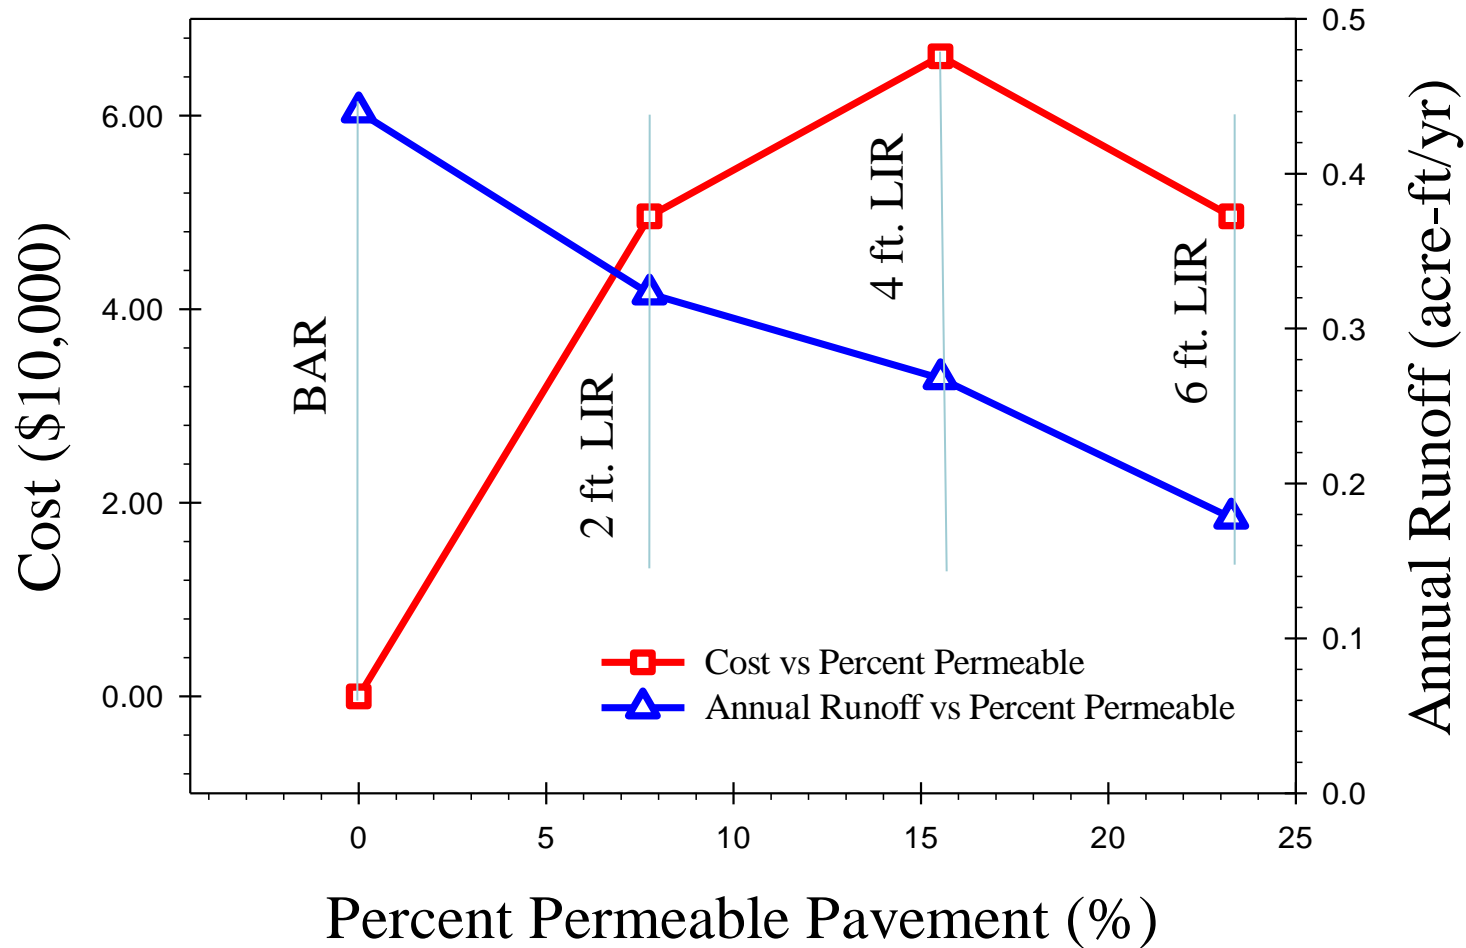 Cost ($10,000)
6.00
4.00
2.00
0.00
BAR
2 ft. LIR
4 ft. LIR
6 ft. LIR
Cost vs Percent Permeable
Annual Runoff vs Percent Permeable
0.5
0.4
0.3
0.2
0.1
0.0
Annual Runoff (acre-ft/yr)
0 5 10 15 20 25
Percent Permeable Pavement (%)